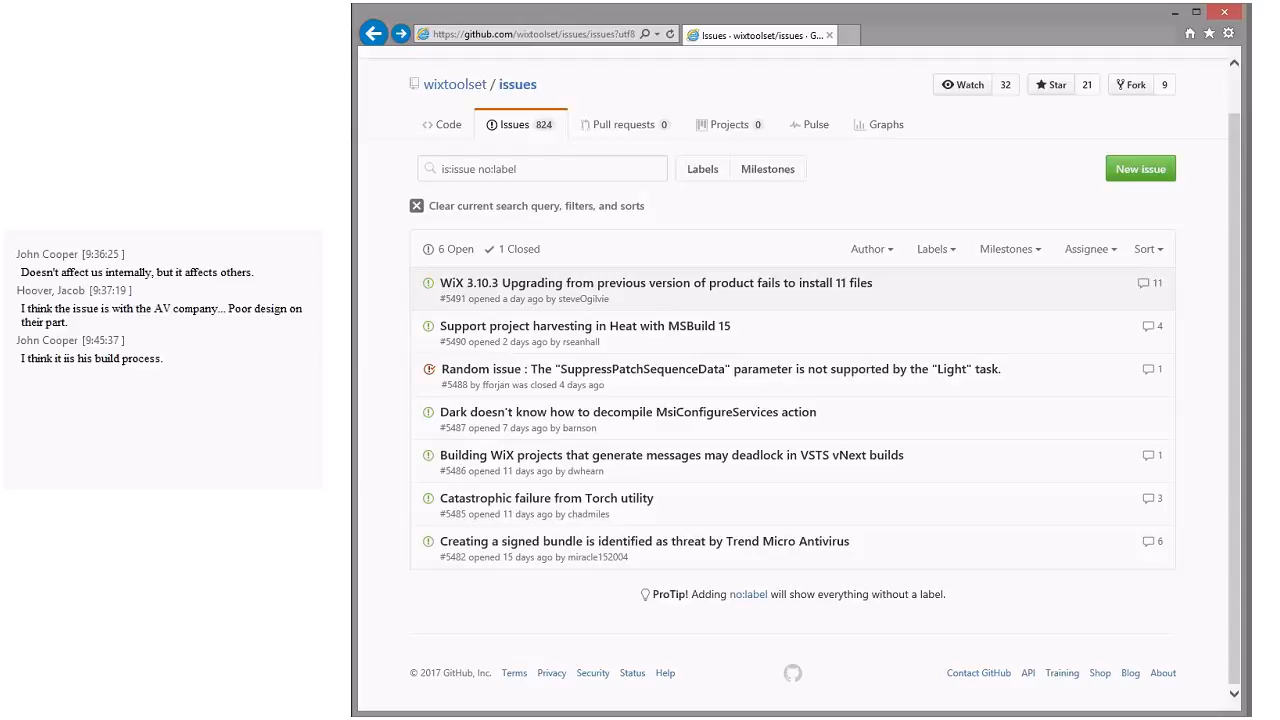 John Cooper [9:36:25 ]
Doesn't affect us internally, but it affects others.
Hoover, Jacob [9:37:19 ]
I think the issue is with the AV company... Poor design on
their part.
John Cooper [9:45:37 ]
I think it iis his build process.
https://github.com/wixtoolset/issues/issues?utf8
Issues · wixtoolset/issues · G...
wixtoolset / issues
Watch 32 Star 21 Fork 9
Code Issues 824 Pull requests 0 Projects 0 Pulse Graphs
is:issue no:label Labels Milestones New issue
Clear current search query, filters, and sorts
6 Open 1 Closed Author Labels Milestones Assignee Sort
WiX 3.10.3 Upgrading from previous version of product fails to install 11 files 11
#5491 opened a day ago by steveOgilvie
Support project harvesting in Heat with MSBuild 15 4
#5490 opened 2 days ago by rseanhall
Random issue : The "SuppressPatchSequenceData" parameter is not supported by the "Light" task. 1
#5488 by fforjan was closed 4 days ago
Dark doesn't know how to decompile MsiConfigureServices action
#5487 opened 7 days ago by barnson
Building WiX projects that generate messages may deadlock in VSTS vNext builds 1
#5486 opened 11 days ago by dwhearn
Catastrophic failure from Torch utility 3
#5485 opened 11 days ago by chadmiles
Creating a signed bundle is identified as threat by Trend Micro Antivirus 6
#5482 opened 15 days ago by miracle152004
ProTip! Adding no:label will show everything without a label.
© 2017 GitHub, Inc. Terms Privacy Security Status Help Contact GitHub API Training Shop Blog About